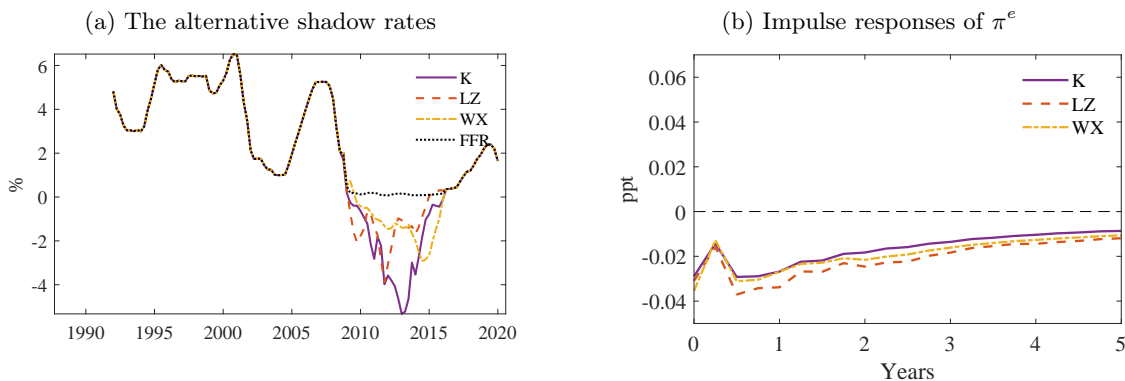 (a) The alternative shadow rates
6
4
2
0
-2
-4
%
1990 1995 2000 2005 2010 2015 2020
K
LZ
WX
FFR
(b) Impulse responses of π^e
0.06
0.04
0.02
0
-0.02
-0.04
ppt
0 1 2 3 4 5
Years
K
LZ
WX